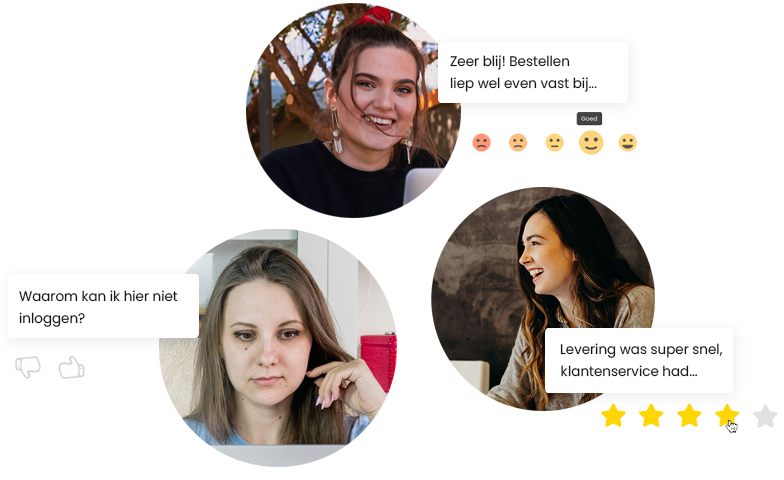 Zeer blij! Bestellen
liep wel even vast bij...
Goed
Waarom kan ik hier niet
inloggen?
Levering was super snel,
klantenservice had...